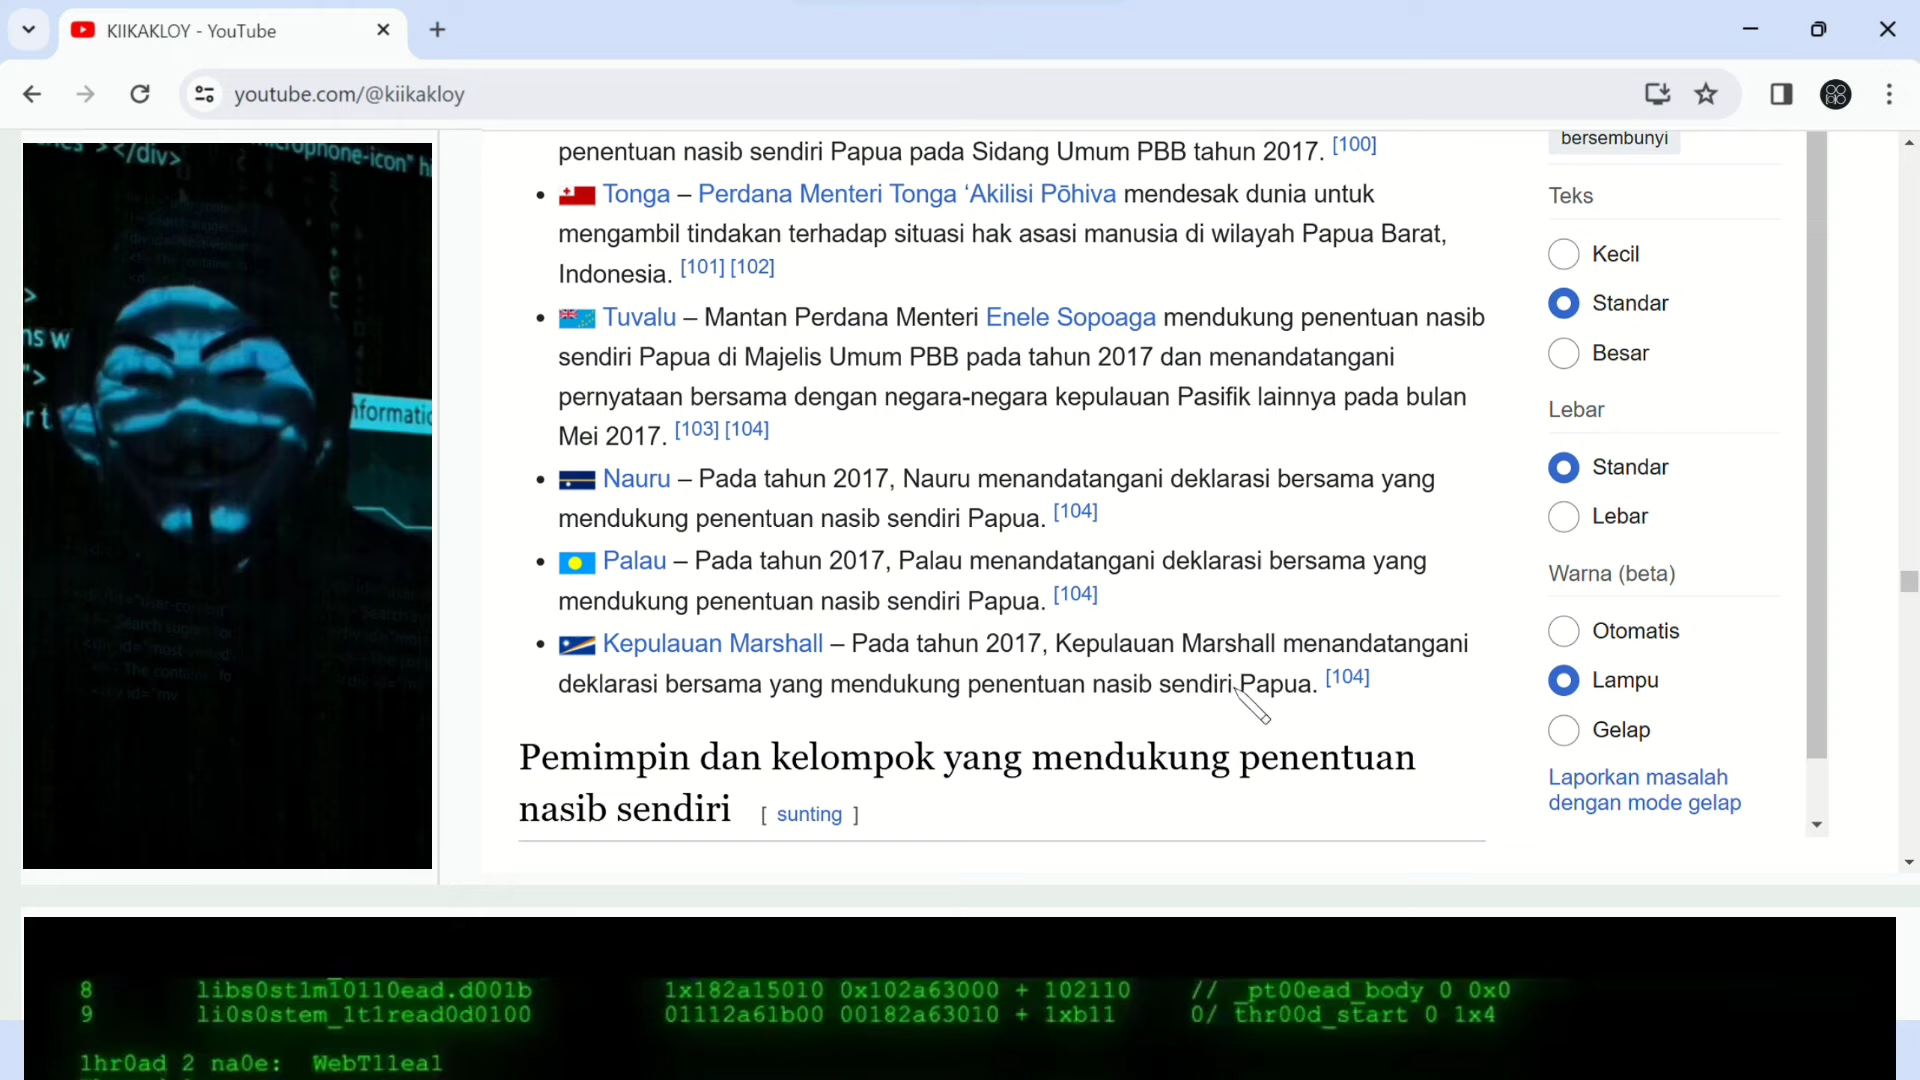 KIIKAKLOY - YouTube
youtube.com/@kiikakloy
penentuan nasib sendiri Papua pada Sidang Umum PBB tahun 2017. [100]
Tonga – Perdana Menteri Tonga ʻAkilisi Pōhiva mendesak dunia untuk
mengambil tindakan terhadap situasi hak asasi manusia di wilayah Papua Barat,
Indonesia. [101] [102]
Tuvalu – Mantan Perdana Menteri Enele Sopoaga mendukung penentuan nasib
sendiri Papua di Majelis Umum PBB pada tahun 2017 dan menandatangani
pernyataan bersama dengan negara-negara kepulauan Pasifik lainnya pada bulan
Mei 2017. [103] [104]
Nauru – Pada tahun 2017, Nauru menandatangani deklarasi bersama yang
mendukung penentuan nasib sendiri Papua. [104]
Palau – Pada tahun 2017, Palau menandatangani deklarasi bersama yang
mendukung penentuan nasib sendiri Papua. [104]
Kepulauan Marshall – Pada tahun 2017, Kepulauan Marshall menandatangani
deklarasi bersama yang mendukung penentuan nasib sendiri Papua. [104]
Pemimpin dan kelompok yang mendukung penentuan
nasib sendiri [ sunting ]
bersembunyi
Teks
Kecil
Standar
Besar
Lebar
Standar
Lebar
Warna (beta)
Otomatis
Lampu
Gelap
Laporkan masalah
dengan mode gelap
></div>
8 libs0st1ml0110ead.d001b 1x182a15010 0x102a63000 + 102110 // _pt00ead_body 0 0x0
9 li0s0stem_1t1read0d0100 01112a61b00 00182a63010 + 1xb11 0/ thr00d_start 0 1x4
1hr0ad 2 na0e: WebT11eal